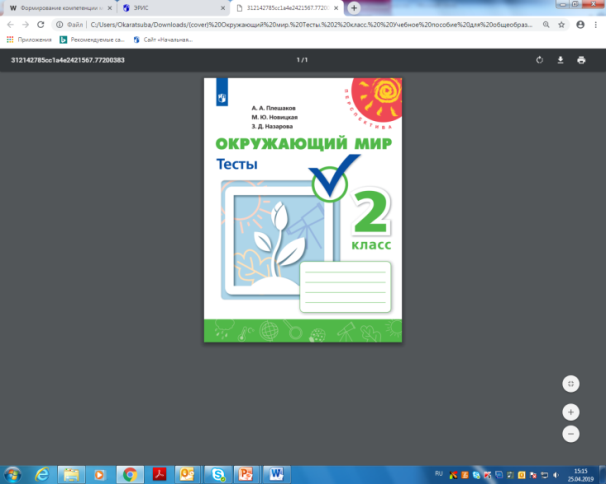 Формирование компетенции н
ЭФУС
312142785cc1a4e2421567.7720
Файл
C:/Users/Okaratsuba/Downloads/(cover)%20Окружающий%20мир.%20Тесты.%202%20класс.%20%20Учебное%20пособие%20для%20общеобраз...
Приложения
Рекомендуемые са...
Сайт «Начальная...
312142785cc1a4e2421567.77200383
1 / 1
А. А. Плешаков
М. Ю. Новицкая
З. Д. Назарова
ПЕРСПЕКТИВА
ОКРУЖАЮЩИЙ МИР
Тесты
2
класс
RU
15:15
25.04.2019